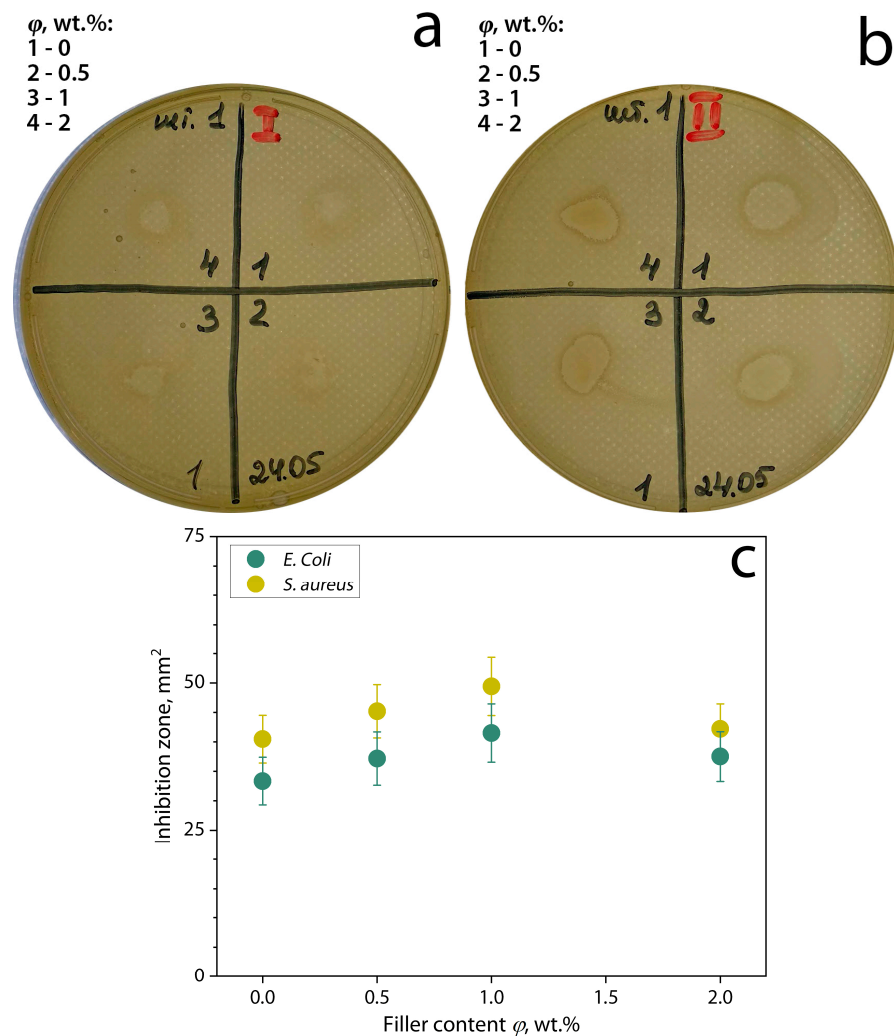 φ, wt.%:
1 - 0
2 - 0.5
3 - 1
4 - 2
a
1
I
4 1
3 2
1 24.05
φ, wt.%:
1 - 0
2 - 0.5
3 - 1
4 - 2
b
1
II
4 1
3 2
1 24.05
c
E. Coli
S. aureus
Inhibition zone, mm²
75
50
25
0
0.0 0.5 1.0 1.5 2.0
Filler content φ, wt.%